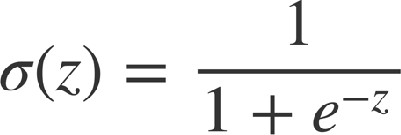 σ(z) = 1 / (1 + e^{-z})